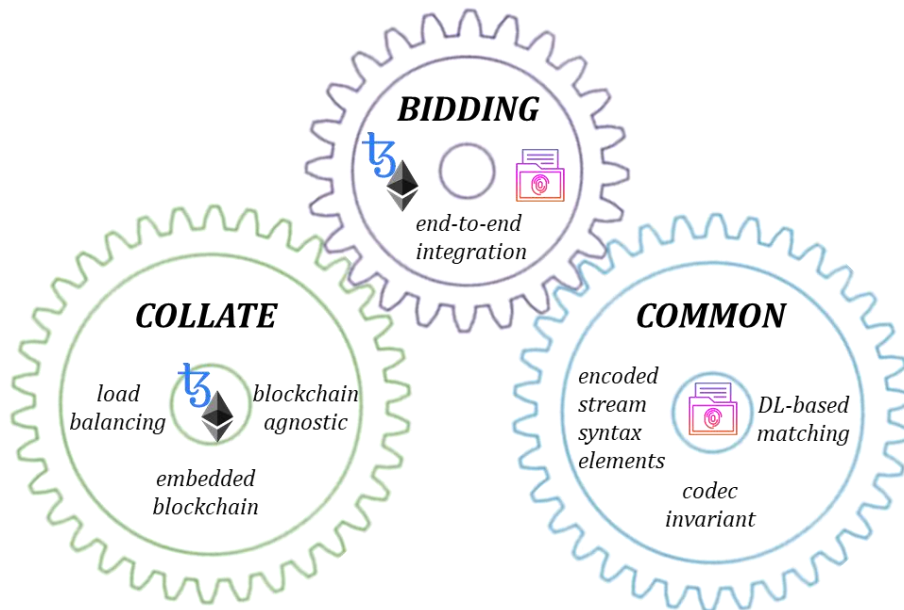 BIDDING
end-to-end
integration
COLLATE
load
balancing
blockchain
agnostic
embedded
blockchain
COMMON
encoded
stream
syntax
elements
DL-based
matching
codec
invariant